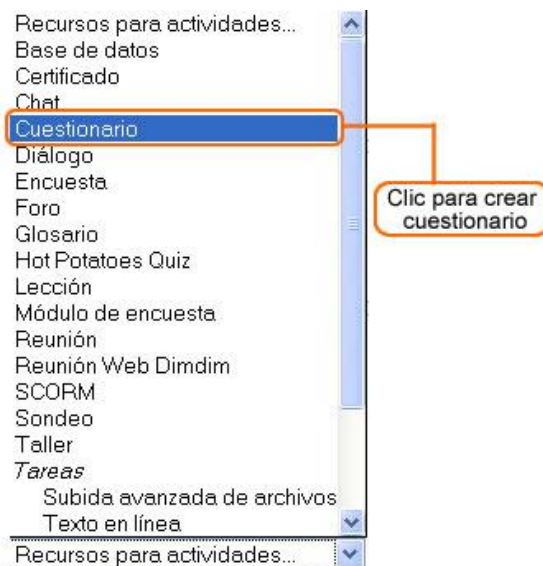 Recursos para actividades...
Base de datos
Certificado
Chat
Cuestionario
Diálogo
Encuesta
Foro
Glosario
Hot Potatoes Quiz
Lección
Módulo de encuesta
Reunión
Reunión Web Dimdim
SCORM
Sondeo
Taller
Tareas
Subida avanzada de archivos
Texto en línea
Recursos para actividades...
Clic para crear
cuestionario